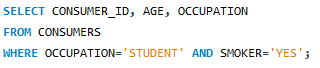 SELECT CONSUMER_ID, AGE, OCCUPATION
FROM CONSUMERS
WHERE OCCUPATION='STUDENT' AND SMOKER='YES';